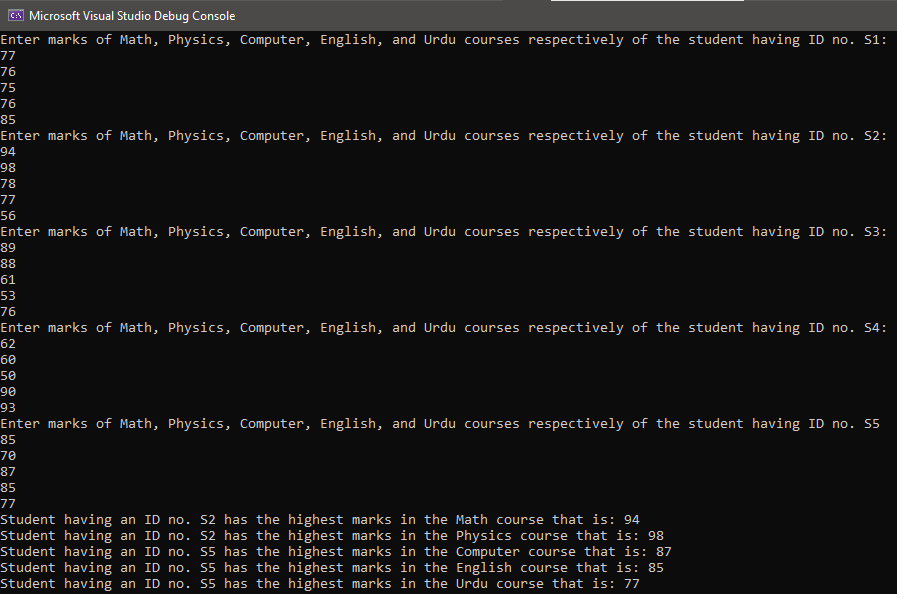 Microsoft Visual Studio Debug Console
Enter marks of Math, Physics, Computer, English, and Urdu courses respectively of the student having ID no. S1:
77
76
75
76
85
Enter marks of Math, Physics, Computer, English, and Urdu courses respectively of the student having ID no. S2:
94
98
78
77
56
Enter marks of Math, Physics, Computer, English, and Urdu courses respectively of the student having ID no. S3:
89
88
61
53
76
Enter marks of Math, Physics, Computer, English, and Urdu courses respectively of the student having ID no. S4:
62
60
50
90
93
Enter marks of Math, Physics, Computer, English, and Urdu courses respectively of the student having ID no. S5
85
70
87
85
77
Student having an ID no. S2 has the highest marks in the Math course that is: 94
Student having an ID no. S2 has the highest marks in the Physics course that is: 98
Student having an ID no. S5 has the highest marks in the Computer course that is: 87
Student having an ID no. S5 has the highest marks in the English course that is: 85
Student having an ID no. S5 has the highest marks in the Urdu course that is: 77